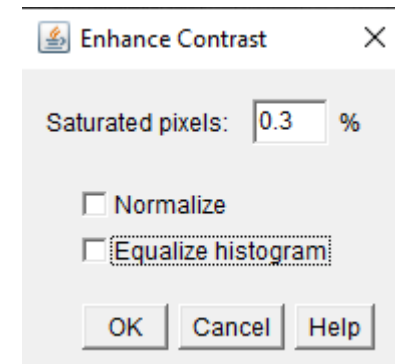 Enhance Contrast
Saturated pixels: 0.3 %
Normalize
Equalize histogram
OK Cancel Help